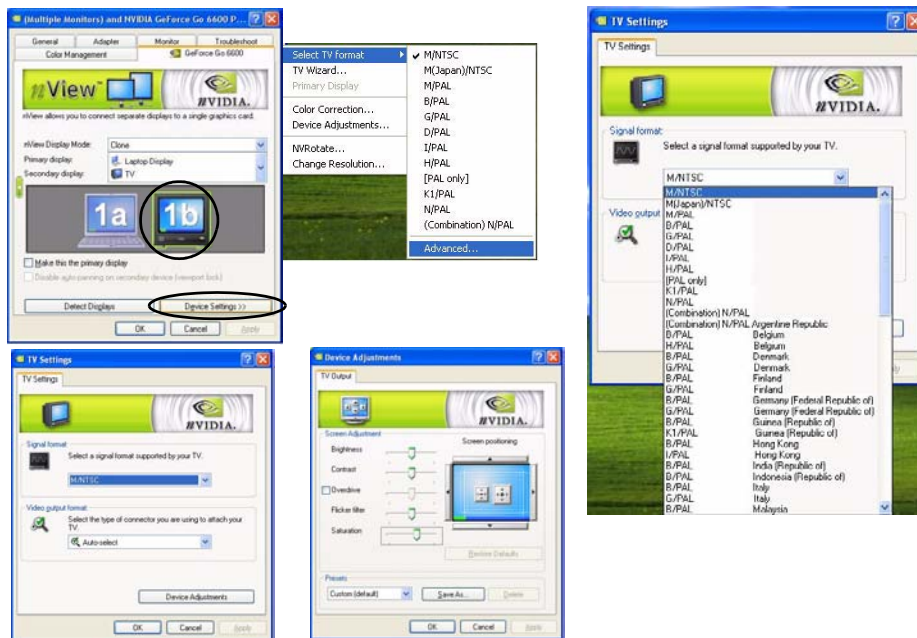 (Multiple Monitors) and NVIDIA GeForce Go 6600 P...
General Adapter Monitor Troubleshoot
Color Management GeForce Go 6600
nView™
nVIDIA.
nView allows you to connect separate displays to a single graphics card.
nView Display Mode: Clone
Primary display: Laptop Display
Secondary display: TV
1a 1b
Make this the primary display
Disable auto panning on secondary device (viewport lock)
Detect Displays Device Settings >>
OK Cancel Apply
Select TV format
TV Wizard...
Primary Display
Color Correction...
Device Adjustments...
NVRotate...
Change Resolution...
M/NTSC
M(Japan)/NTSC
M/PAL
B/PAL
G/PAL
D/PAL
I/PAL
H/PAL
[PAL only]
K1/PAL
N/PAL
(Combination) N/PAL
Advanced...
TV Settings
TV Settings
nVIDIA.
Signal format:
Select a signal format supported by your TV.
M/NTSC
Video output
M/NTSC
M(Japan)/NTSC
M/PAL
B/PAL
G/PAL
D/PAL
I/PAL
H/PAL
[PAL only]
K1/PAL
N/PAL
(Combination) N/PAL
(Combination) N/PAL Argentine Republic
B/PAL Belgium
H/PAL Belgium
B/PAL Denmark
G/PAL Denmark
B/PAL Finland
G/PAL Finland
B/PAL Germany (Federal Republic of)
G/PAL Germany (Federal Republic of)
B/PAL Guinea (Republic of)
K1/PAL Guinea (Republic of)
B/PAL Hong Kong
I/PAL Hong Kong
B/PAL India (Republic of)
B/PAL Indonesia (Republic of)
B/PAL Italy
G/PAL Italy
B/PAL Malaysia
TV Settings
TV Settings
nVIDIA.
Signal format:
Select a signal format supported by your TV.
M/NTSC
Video output format:
Select the type of connector you are using to attach your
TV.
Auto-select
Device Adjustments
OK Cancel Apply
Device Adjustments
TV Output
nVIDIA.
Screen Adjustment
Screen positioning
Brightness
Contrast
Overdrive
Flicker filter
Saturation
Restore Defaults
Presets
Custom (default) Save As... Delete
OK Cancel Apply